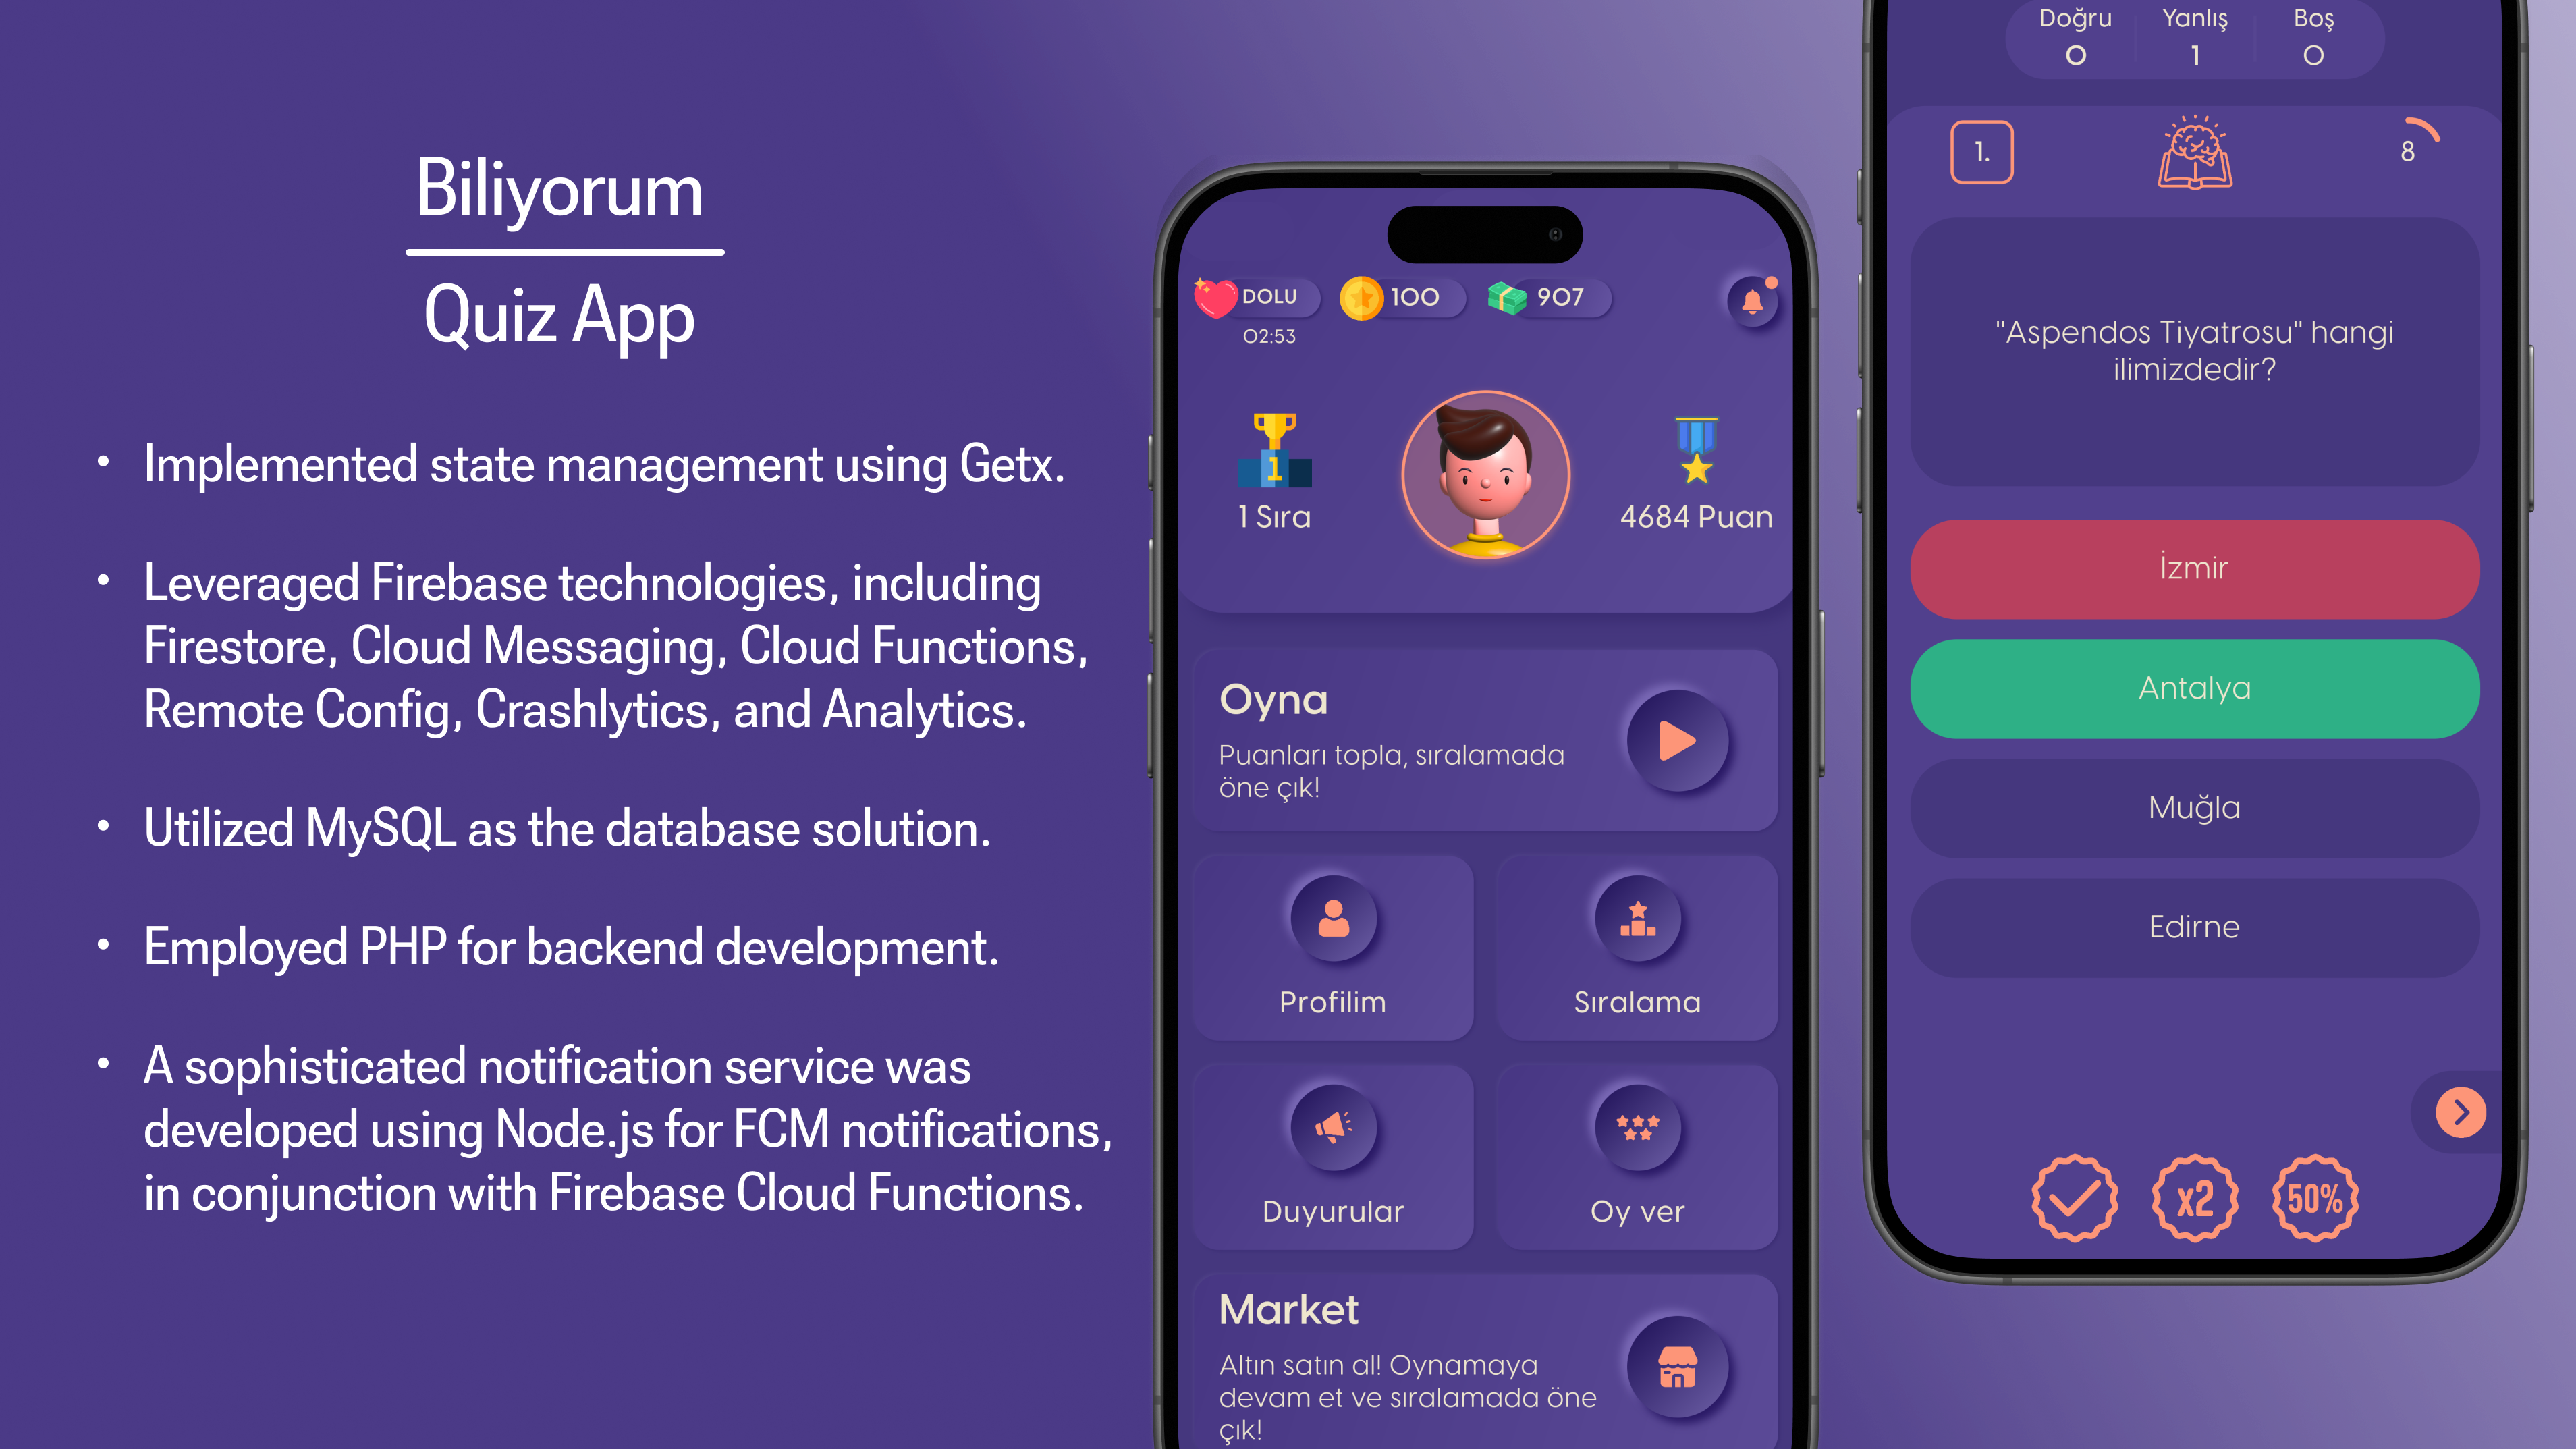 Biliyorum
Quiz App
• Implemented state management using Getx.
• Leveraged Firebase technologies, including
Firestore, Cloud Messaging, Cloud Functions,
Remote Config, Crashlytics, and Analytics.
• Utilized MySQL as the database solution.
• Employed PHP for backend development.
• A sophisticated notification service was
developed using Node.js for FCM notifications,
in conjunction with Firebase Cloud Functions.
DOLU 100 907
02:53
1
1 Sıra 4684 Puan
Oyna
Puanları topla, sıralamada
öne çık!
Profilim Sıralama
Duyurular Oy ver
Market
Altın satın al! Oynamaya
devam et ve sıralamada öne
çık!
Doğru Yanlış Boş
0 1 0
1. 8
"Aspendos Tiyatrosu" hangi
ilimizdedir?
İzmir
Antalya
Muğla
Edirne
x2 50%